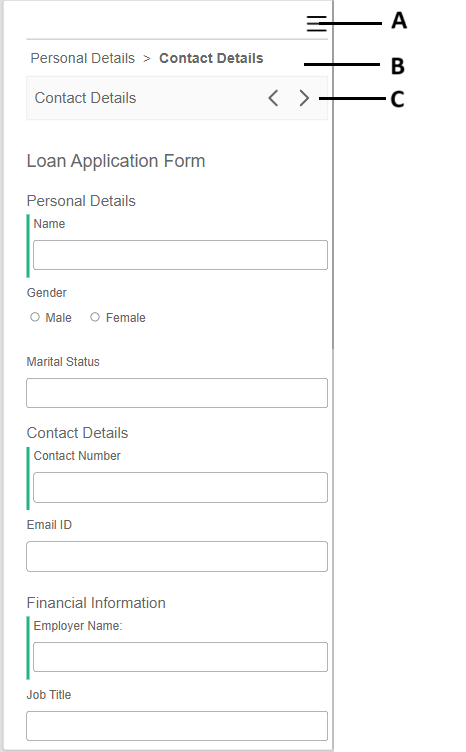 A
Personal Details > Contact Details
B
Contact Details
C
Loan Application Form
Personal Details
Name
Gender
Male Female
Marital Status
Contact Details
Contact Number
Email ID
Financial Information
Employer Name:
Job Title